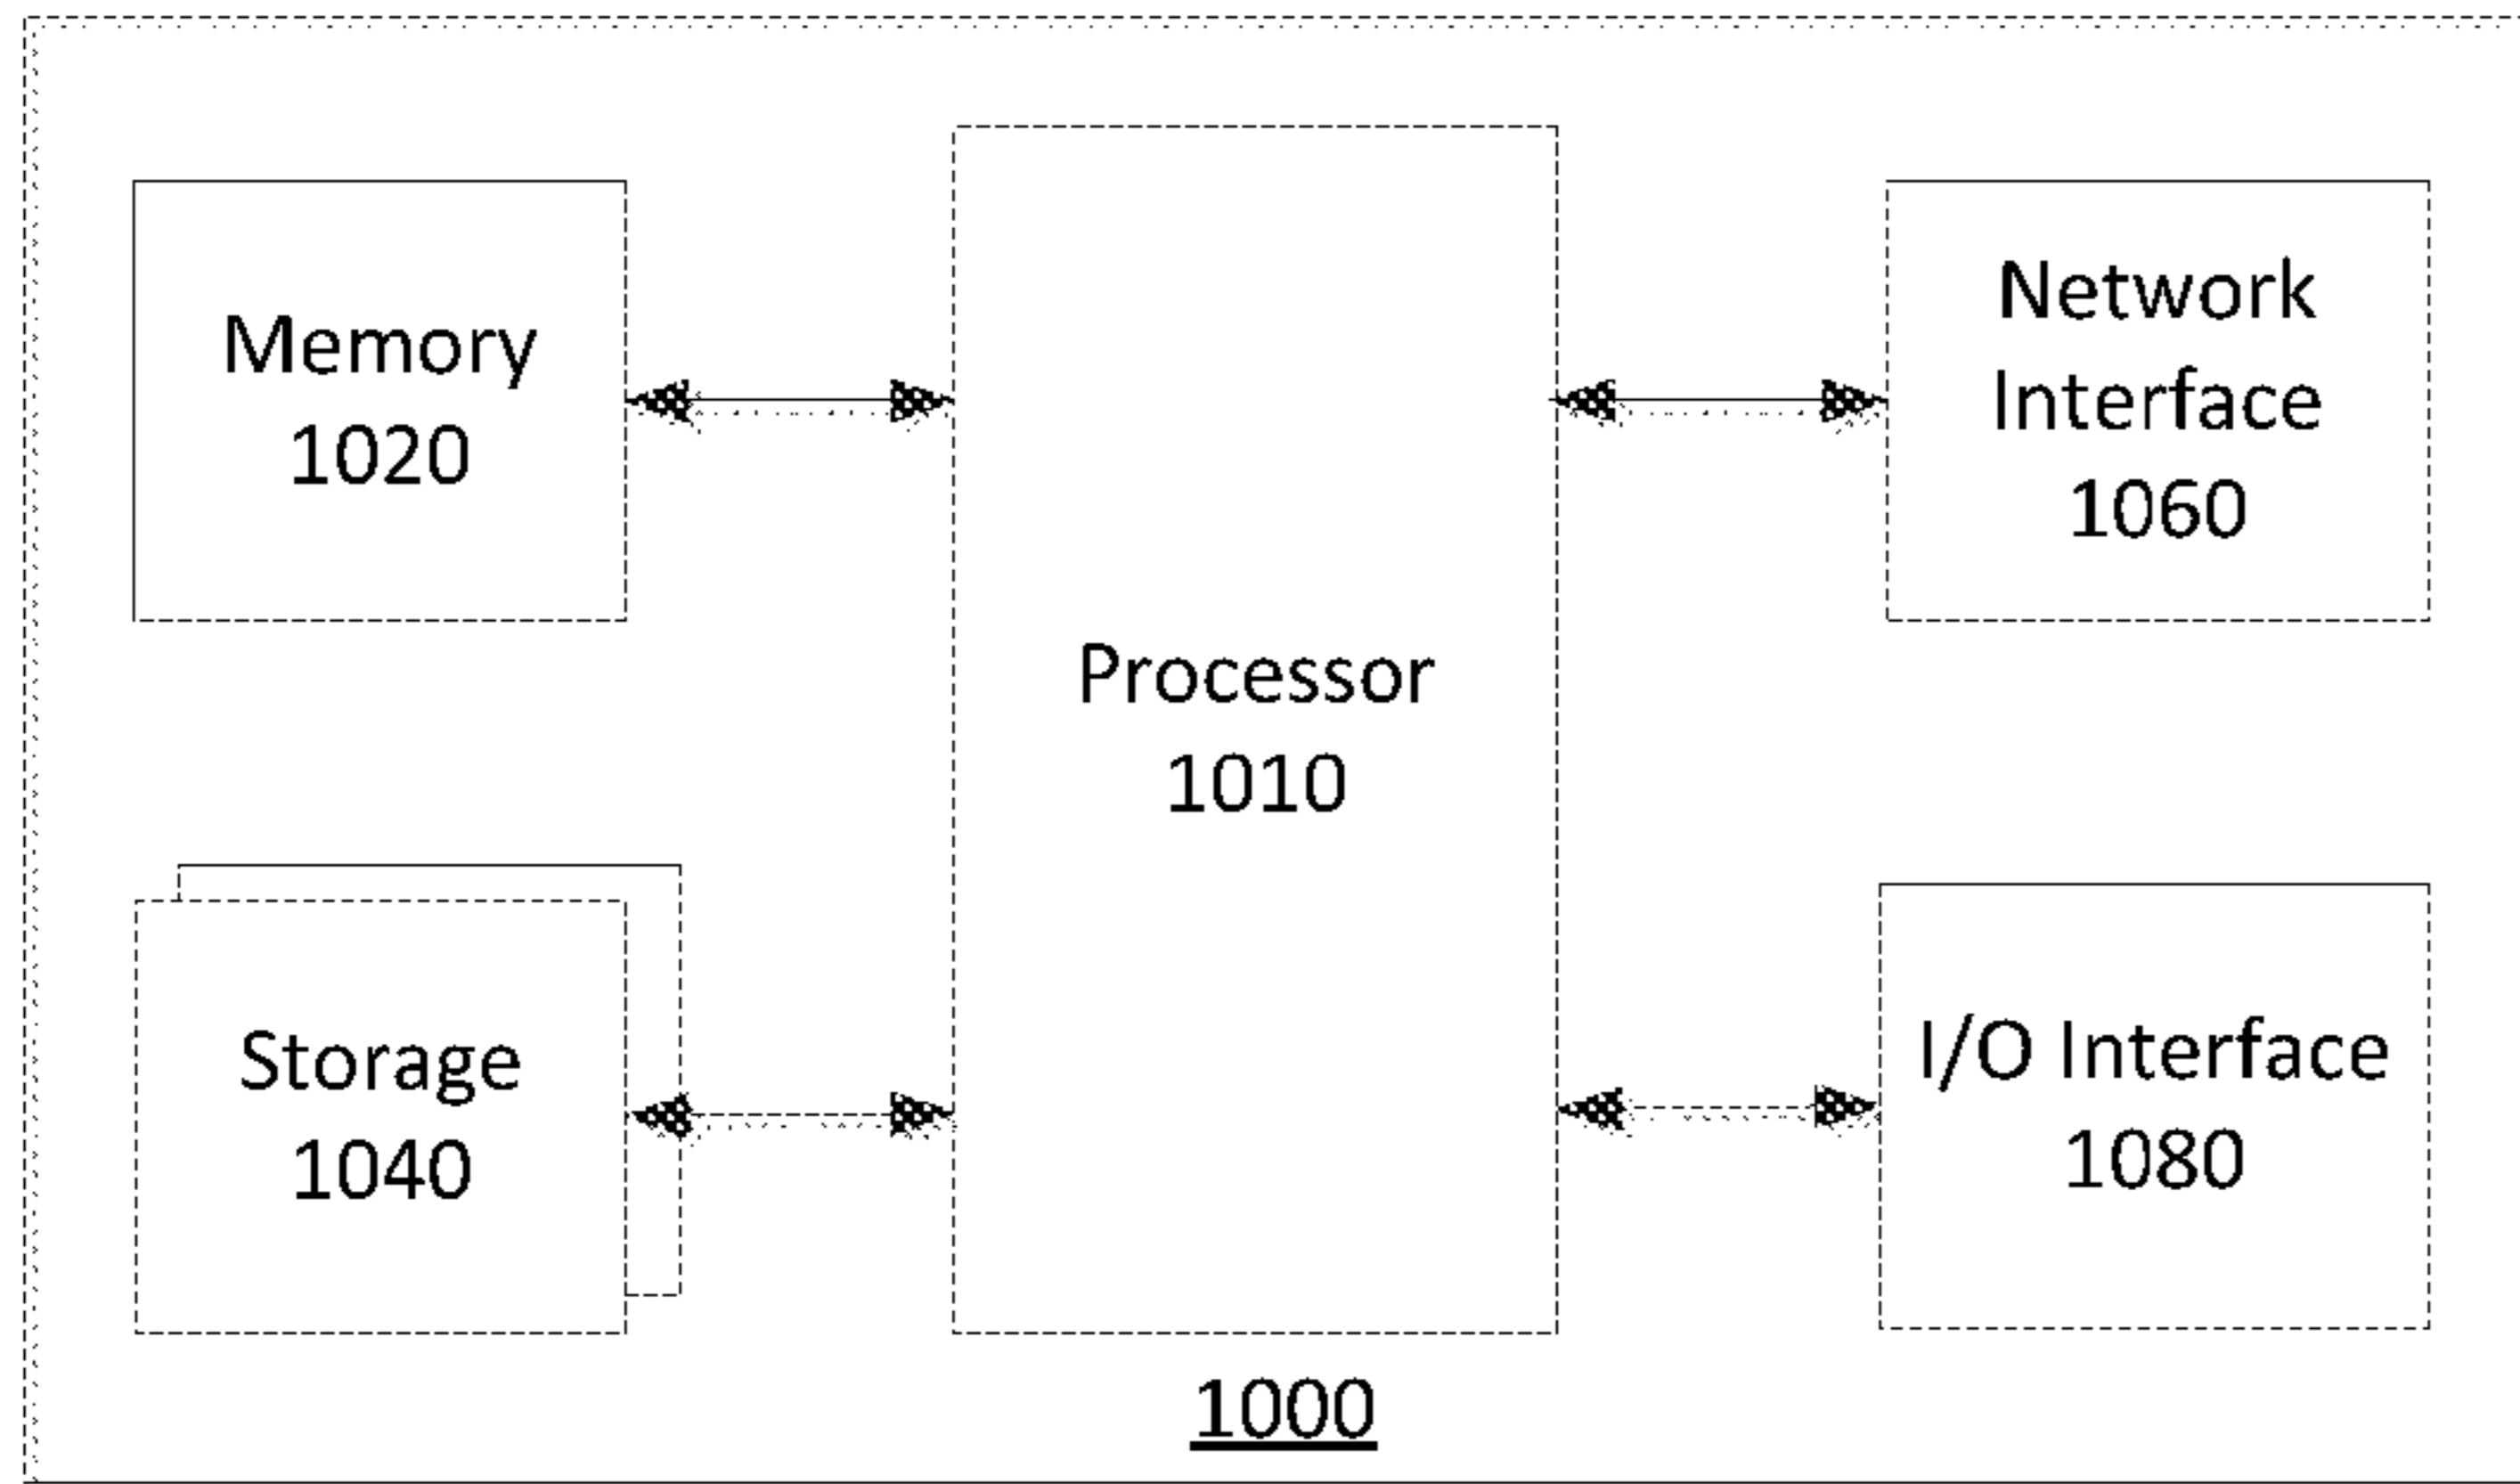 Memory
1020
Processor
1010
Network
Interface
1060
Storage
1040
I/O Interface
1080
1000